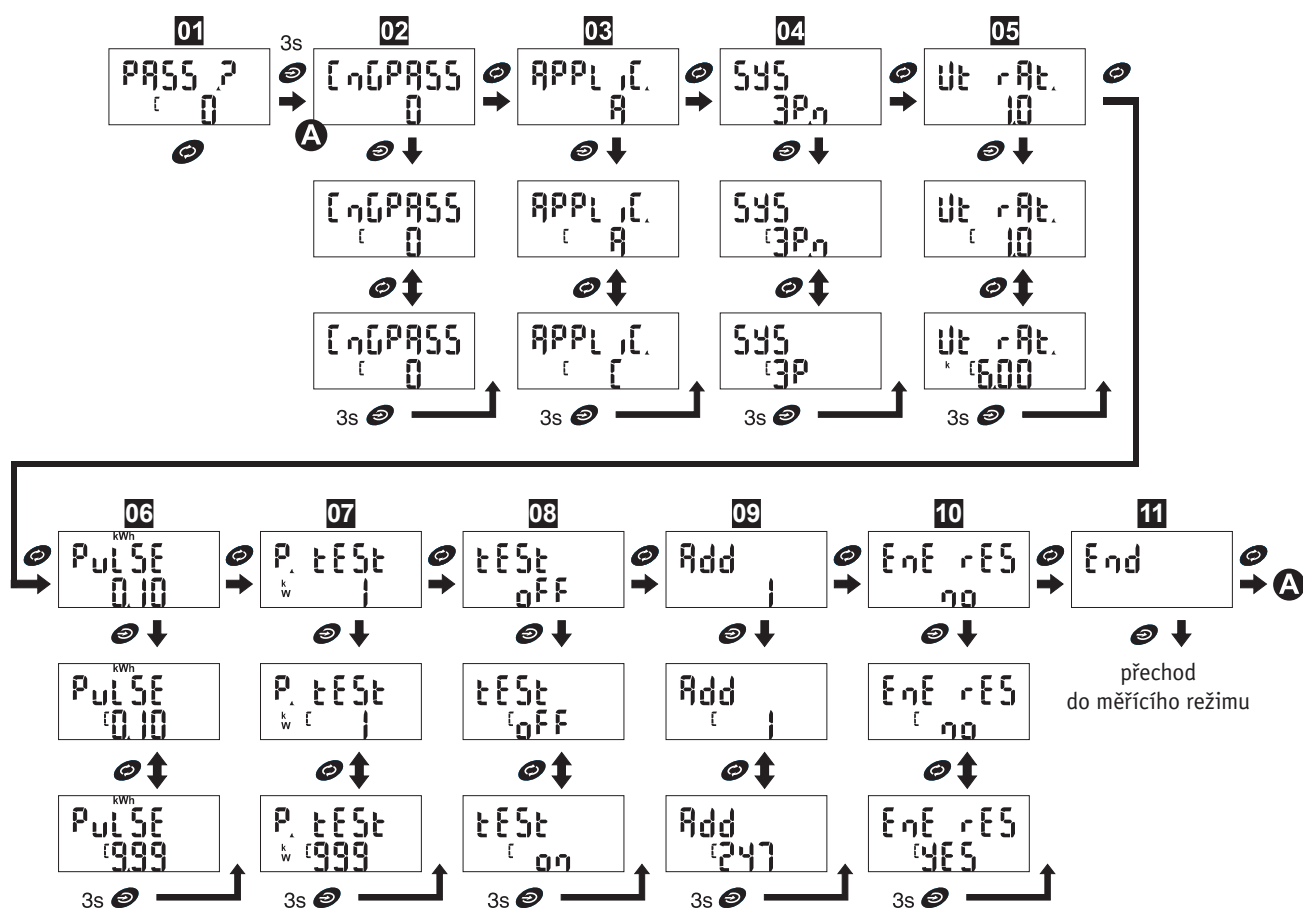 01
02
03
04
05
PASS ?
C 0
3s
A
CnGPASS
0
APPLiC.
A
SYS
3P.n
Ut rAt.
1.0
CnGPASS
C 0
APPLiC.
C A
SYS
C 3P.n
Ut rAt.
C 1.0
CnGPASS
C 0
APPLiC.
C C
SYS
C 3P
Ut rAt.
k C 6.00
3s
3s
3s
3s
06
07
08
09
10
11
kWh
PuLSE
0.10
P. tESt
kW 1
tESt
oFF
Add
1
EnE rES
no
End
A
kWh
PuLSE
C 0.10
P. tESt
kW C 1
tESt
C oFF
Add
C 1
EnE rES
C no
přechod
do měřícího režimu
kWh
PuLSE
C 9.99
P. tESt
kW C 999
tESt
C on
Add
C 247
EnE rES
C YES
3s
3s
3s
3s
3s